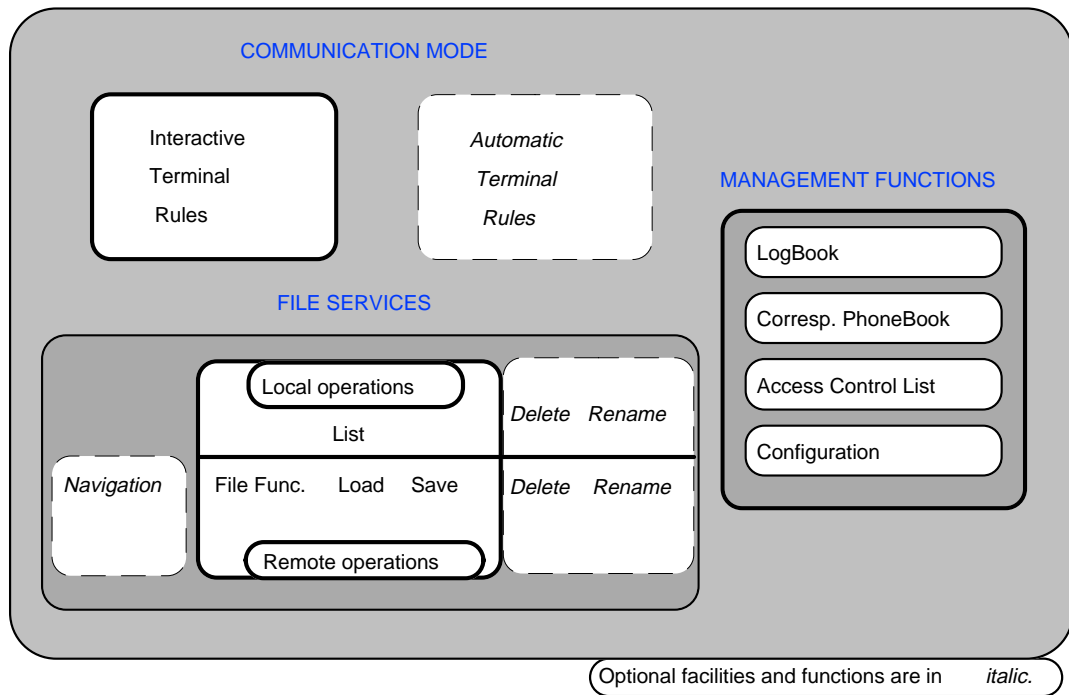 COMMUNICATION MODE
Interactive
Terminal
Rules
Automatic
Terminal
Rules
MANAGEMENT FUNCTIONS
LogBook
Corresp. PhoneBook
Access Control List
Configuration
FILE SERVICES
Local operations
List
Delete Rename
Navigation
File Func. Load Save
Delete Rename
Remote operations
Optional facilities and functions are in italic.